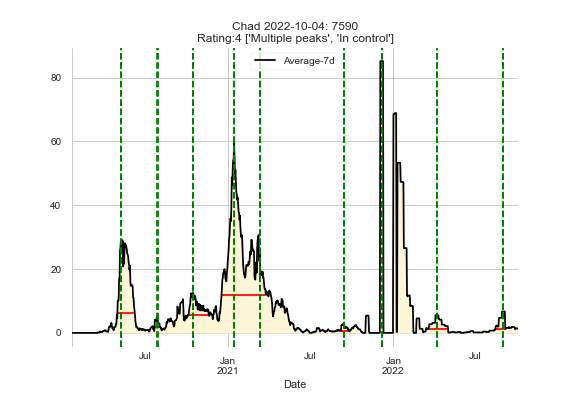 Chad 2022-10-04: 7590
Rating:4 ['Multiple peaks', 'In control']
Average-7d
80
60
40
20
0
Jul
Jan
2021
Jul
Jan
2022
Jul
Date